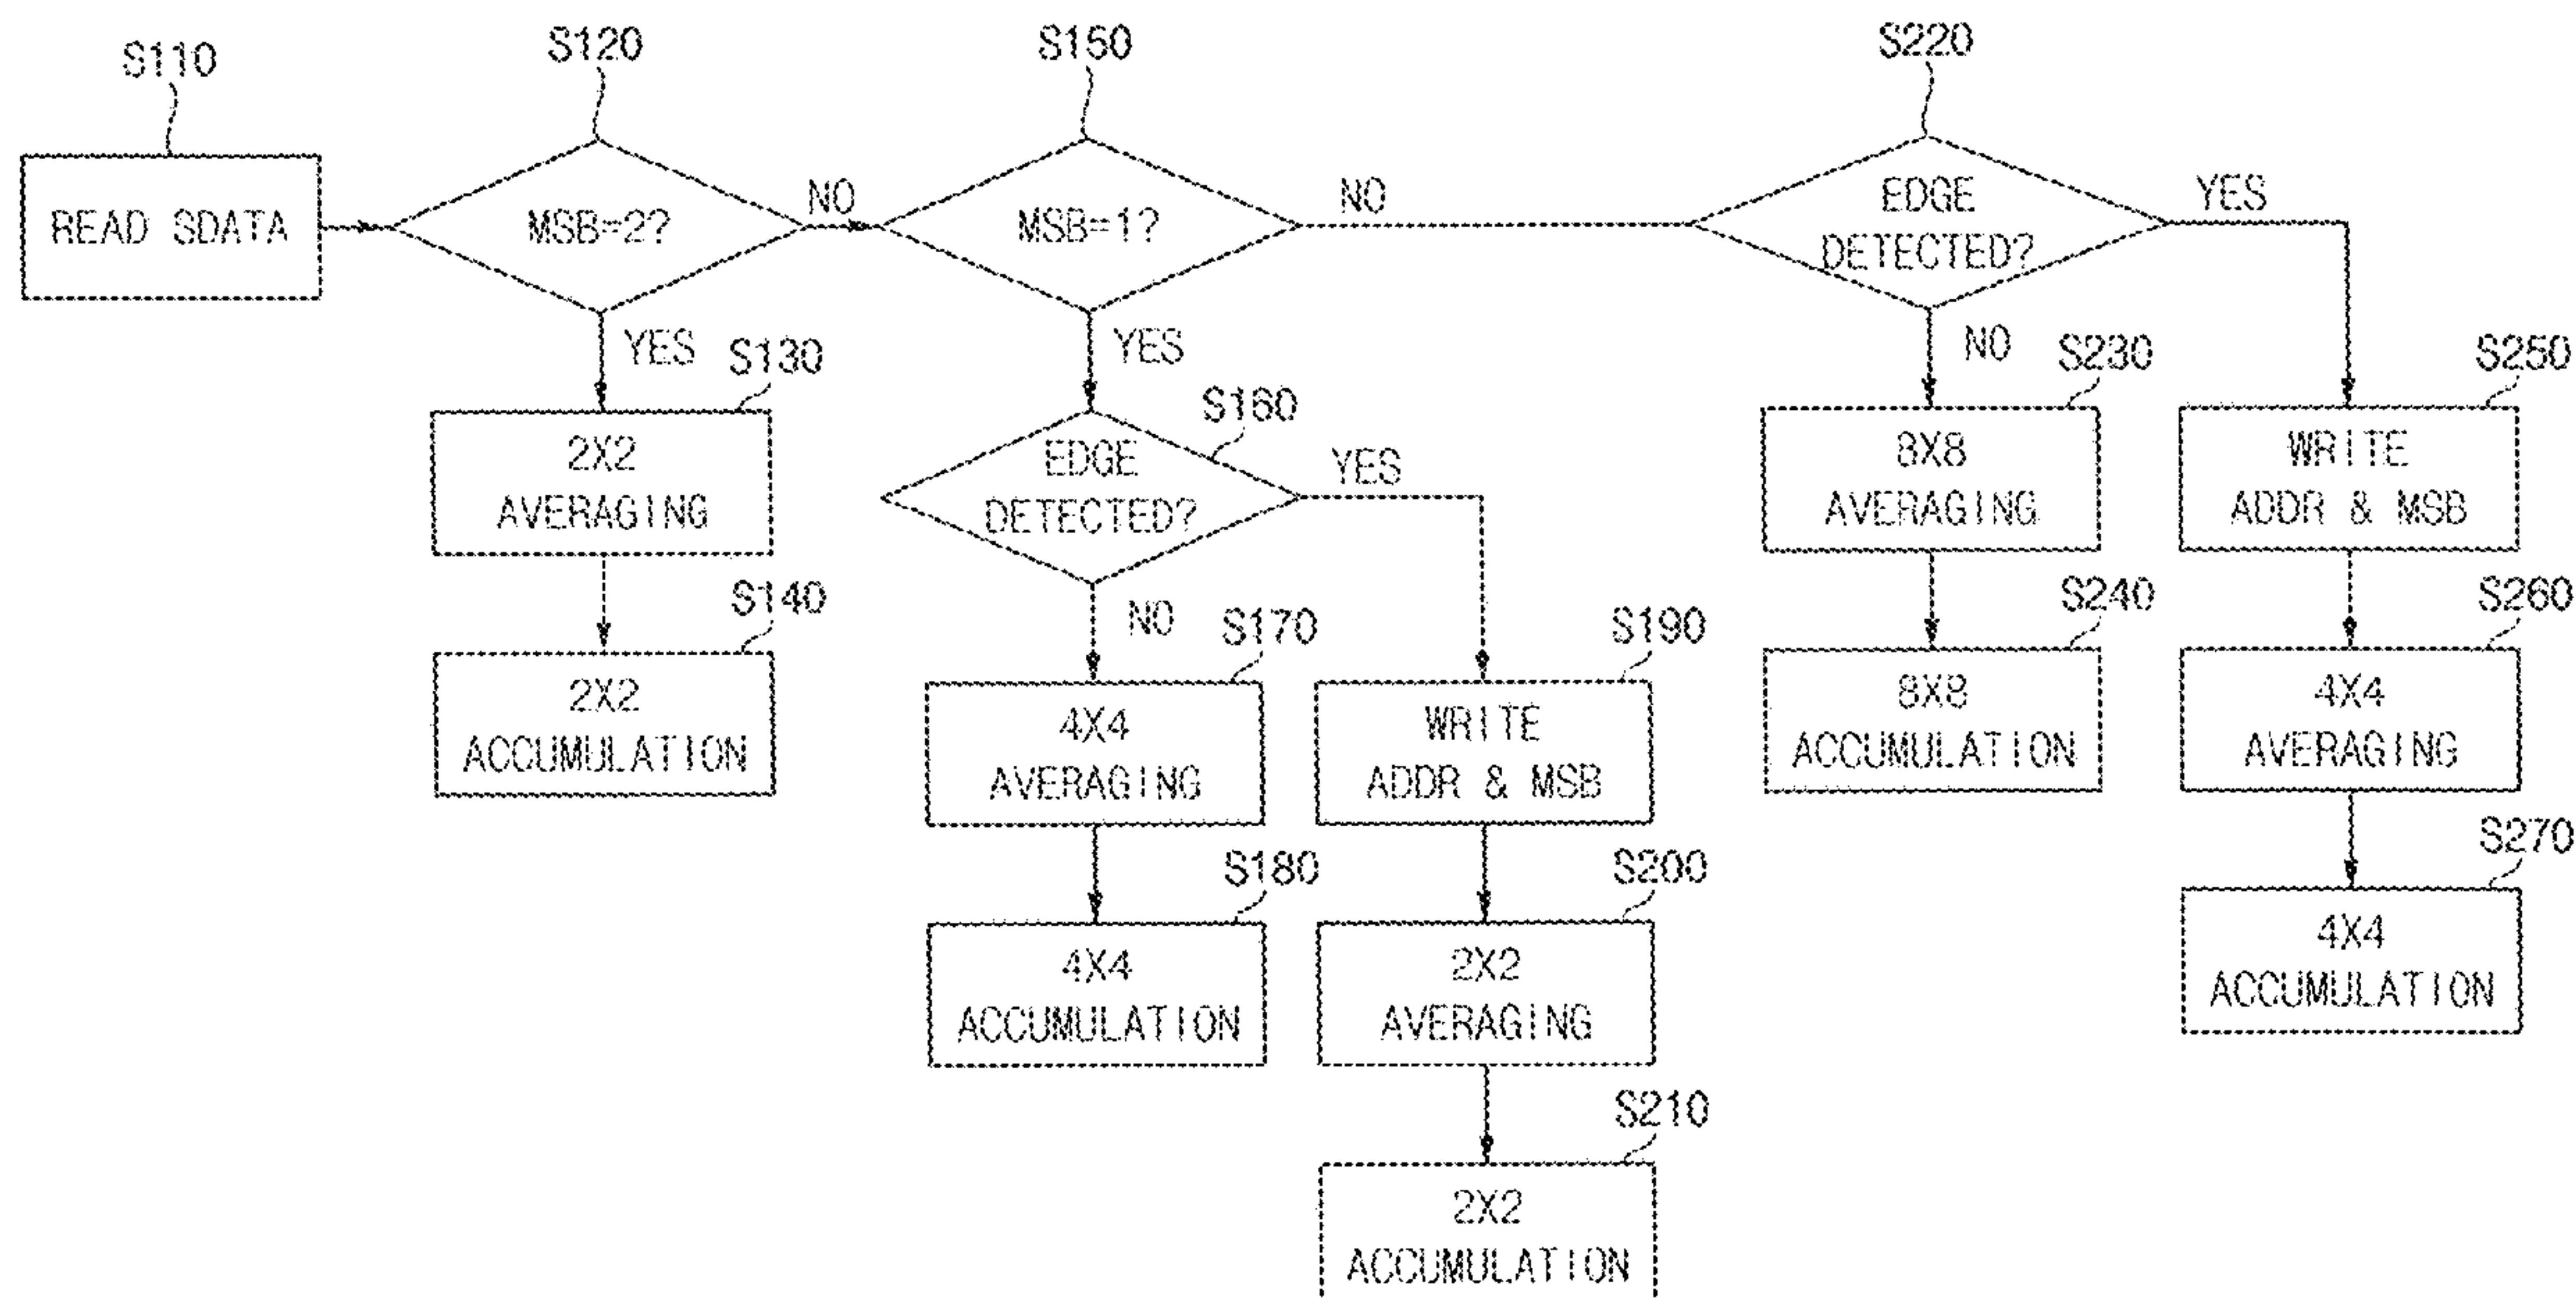 S110
READ SDATA
S120
MSB=2?
NO
YES
S130
2X2
AVERAGING
S140
2X2
ACCUMULATION
S150
MSB=1?
NO
YES
S160
EDGE
DETECTED?
YES
NO
S170
4X4
AVERAGING
S180
4X4
ACCUMULATION
S190
WRITE
ADDR & MSB
S200
2X2
AVERAGING
S210
2X2
ACCUMULATION
S220
EDGE
DETECTED?
YES
NO
S230
8X8
AVERAGING
S240
8X8
ACCUMULATION
S250
WRITE
ADDR & MSB
S260
4X4
AVERAGING
S270
4X4
ACCUMULATION